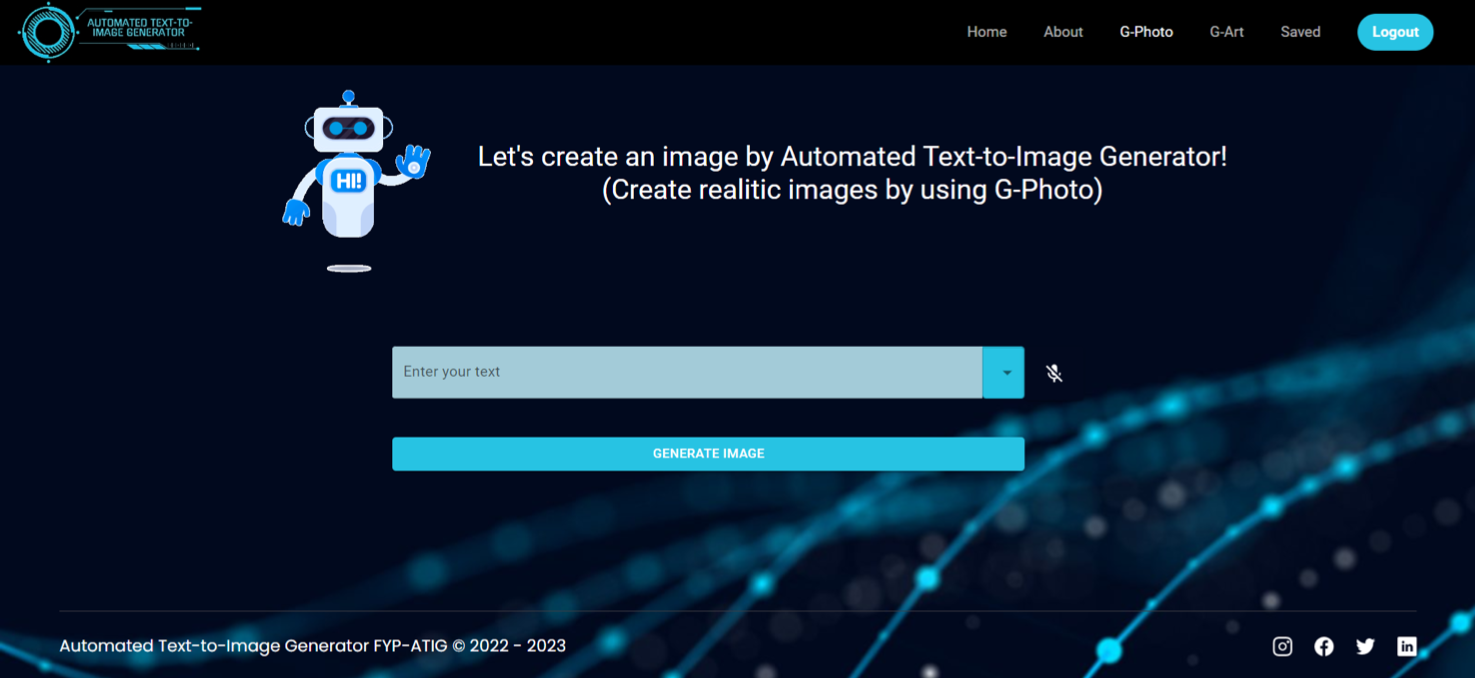 AUTOMATED TEXT-TO-
IMAGE GENERATOR
Home About G-Photo G-Art Saved Logout
HI!
Let's create an image by Automated Text-to-Image Generator!
(Create realitic images by using G-Photo)
Enter your text
GENERATE IMAGE
Automated Text-to-Image Generator FYP-ATIG © 2022 - 2023
in